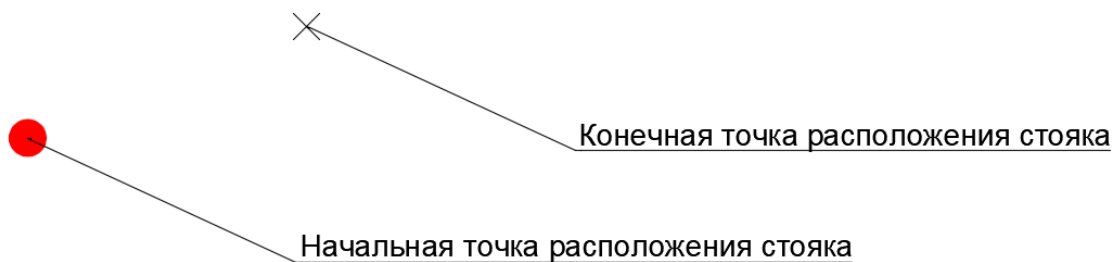 Конечная точка расположения стояка
Начальная точка расположения стояка